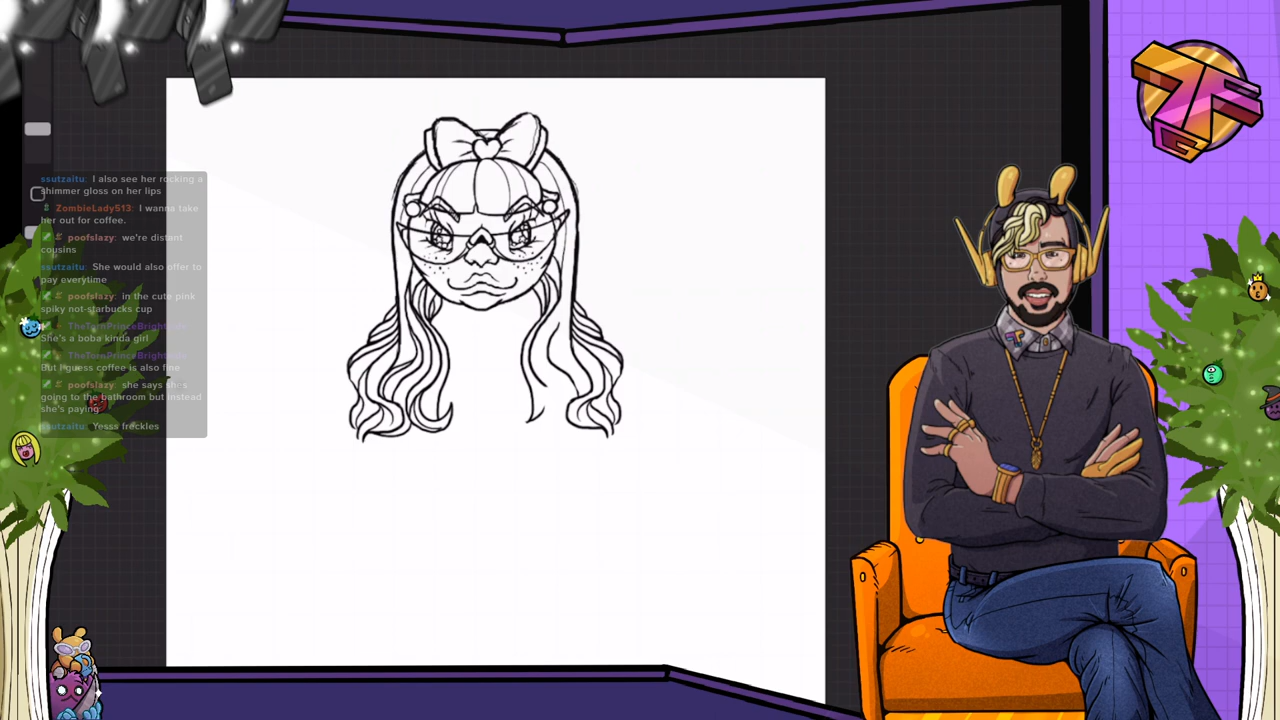 ssutzaitu: I also see her rocking a
shimmer gloss on her lips
ZombieLady513: I wanna take
her out for coffee.
poofslazy: we're distant
cousins
ssutzaitu: She would also offer to
pay everytime
poofslazy: in the cute pink
spiky not-starbucks cup
She's a boba kinda girl
But I guess coffee is also fine
poofslazy: she says shes
going to the bathroom but instead
she's paying
ssutzaitu: Yesss freckles